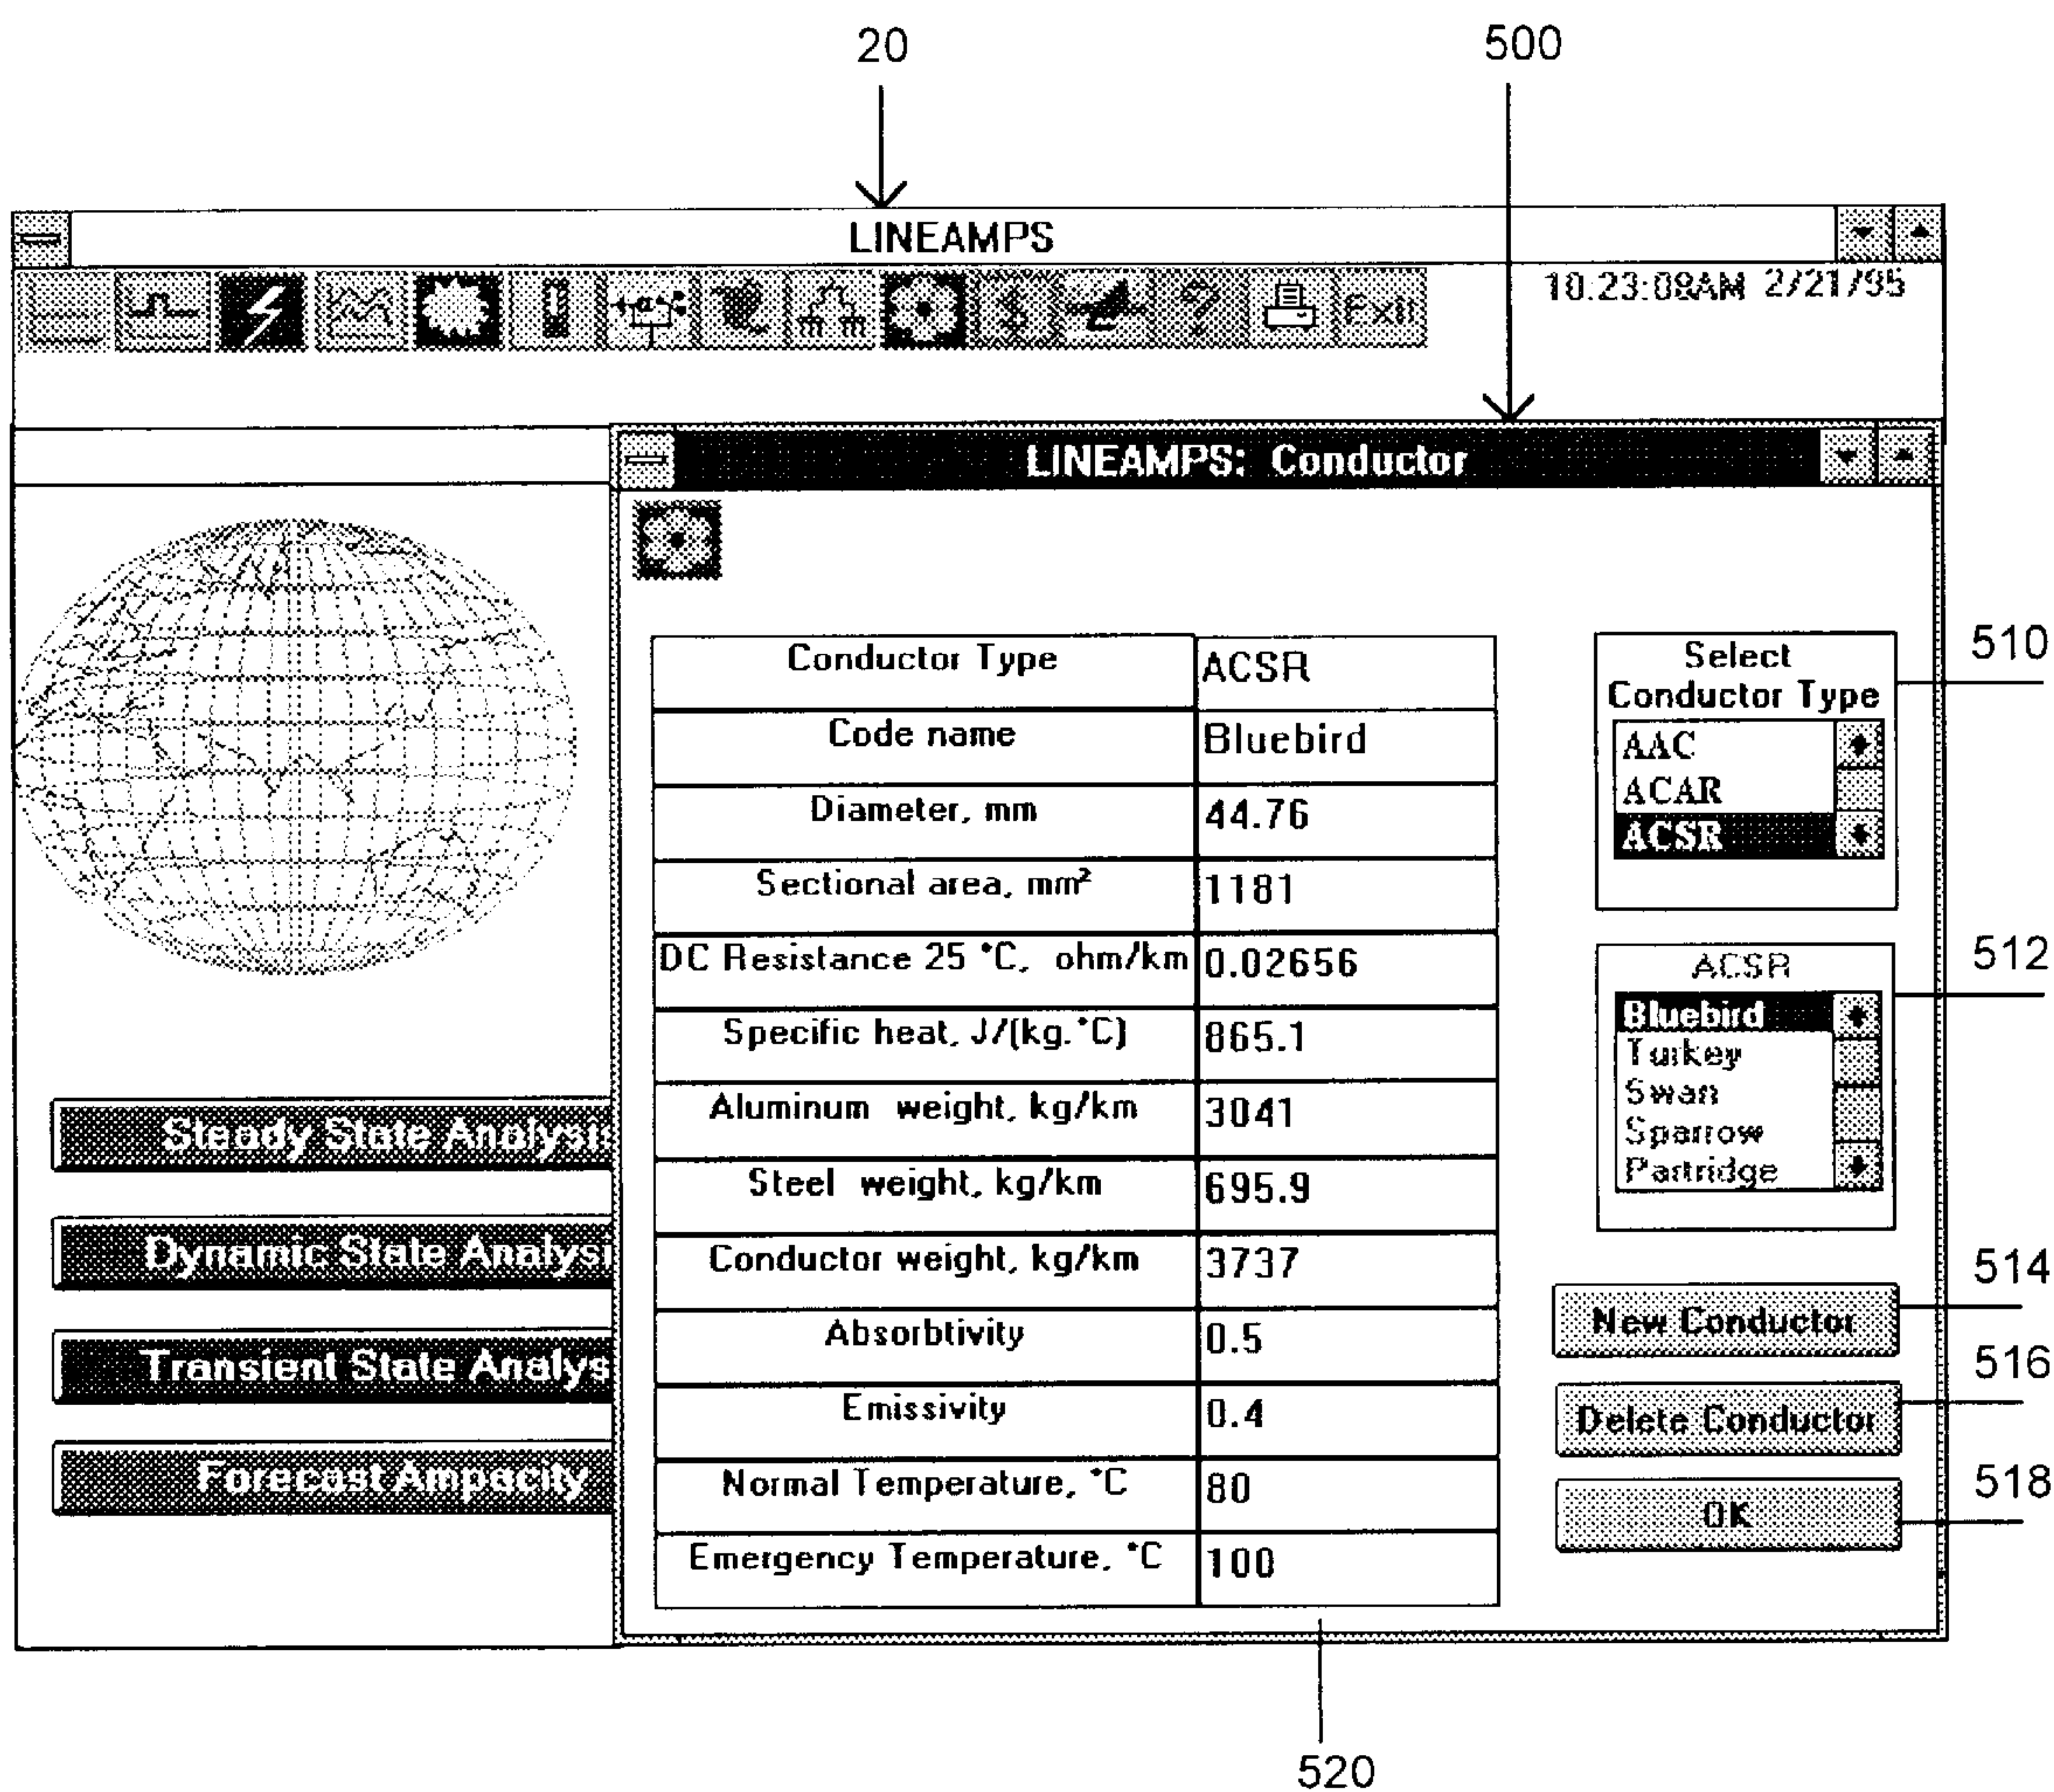 20
500
LINEAMPS
Exit
10:23:08AM 2/21/95
LINEAMPS: Conductor
Conductor Type ACSR
Code name Bluebird
Diameter, mm 44.76
Sectional area, mm² 1181
DC Resistance 25 °C, ohm/km 0.02656
Specific heat, J/(kg.°C) 865.1
Aluminum weight, kg/km 3041
Steel weight, kg/km 695.9
Conductor weight, kg/km 3737
Absorbtivity 0.5
Emissivity 0.4
Normal Temperature, °C 80
Emergency Temperature, °C 100
Select
Conductor Type
AAC
ACAR
ACSR
510
ACSR
Bluebird
Turkey
Swan
Sparrow
Partridge
512
New Conductor
514
Delete Conductor
516
OK
518
Steady State Analysis
Dynamic State Analysi
Transient State Analys
Forecast Ampacity
520